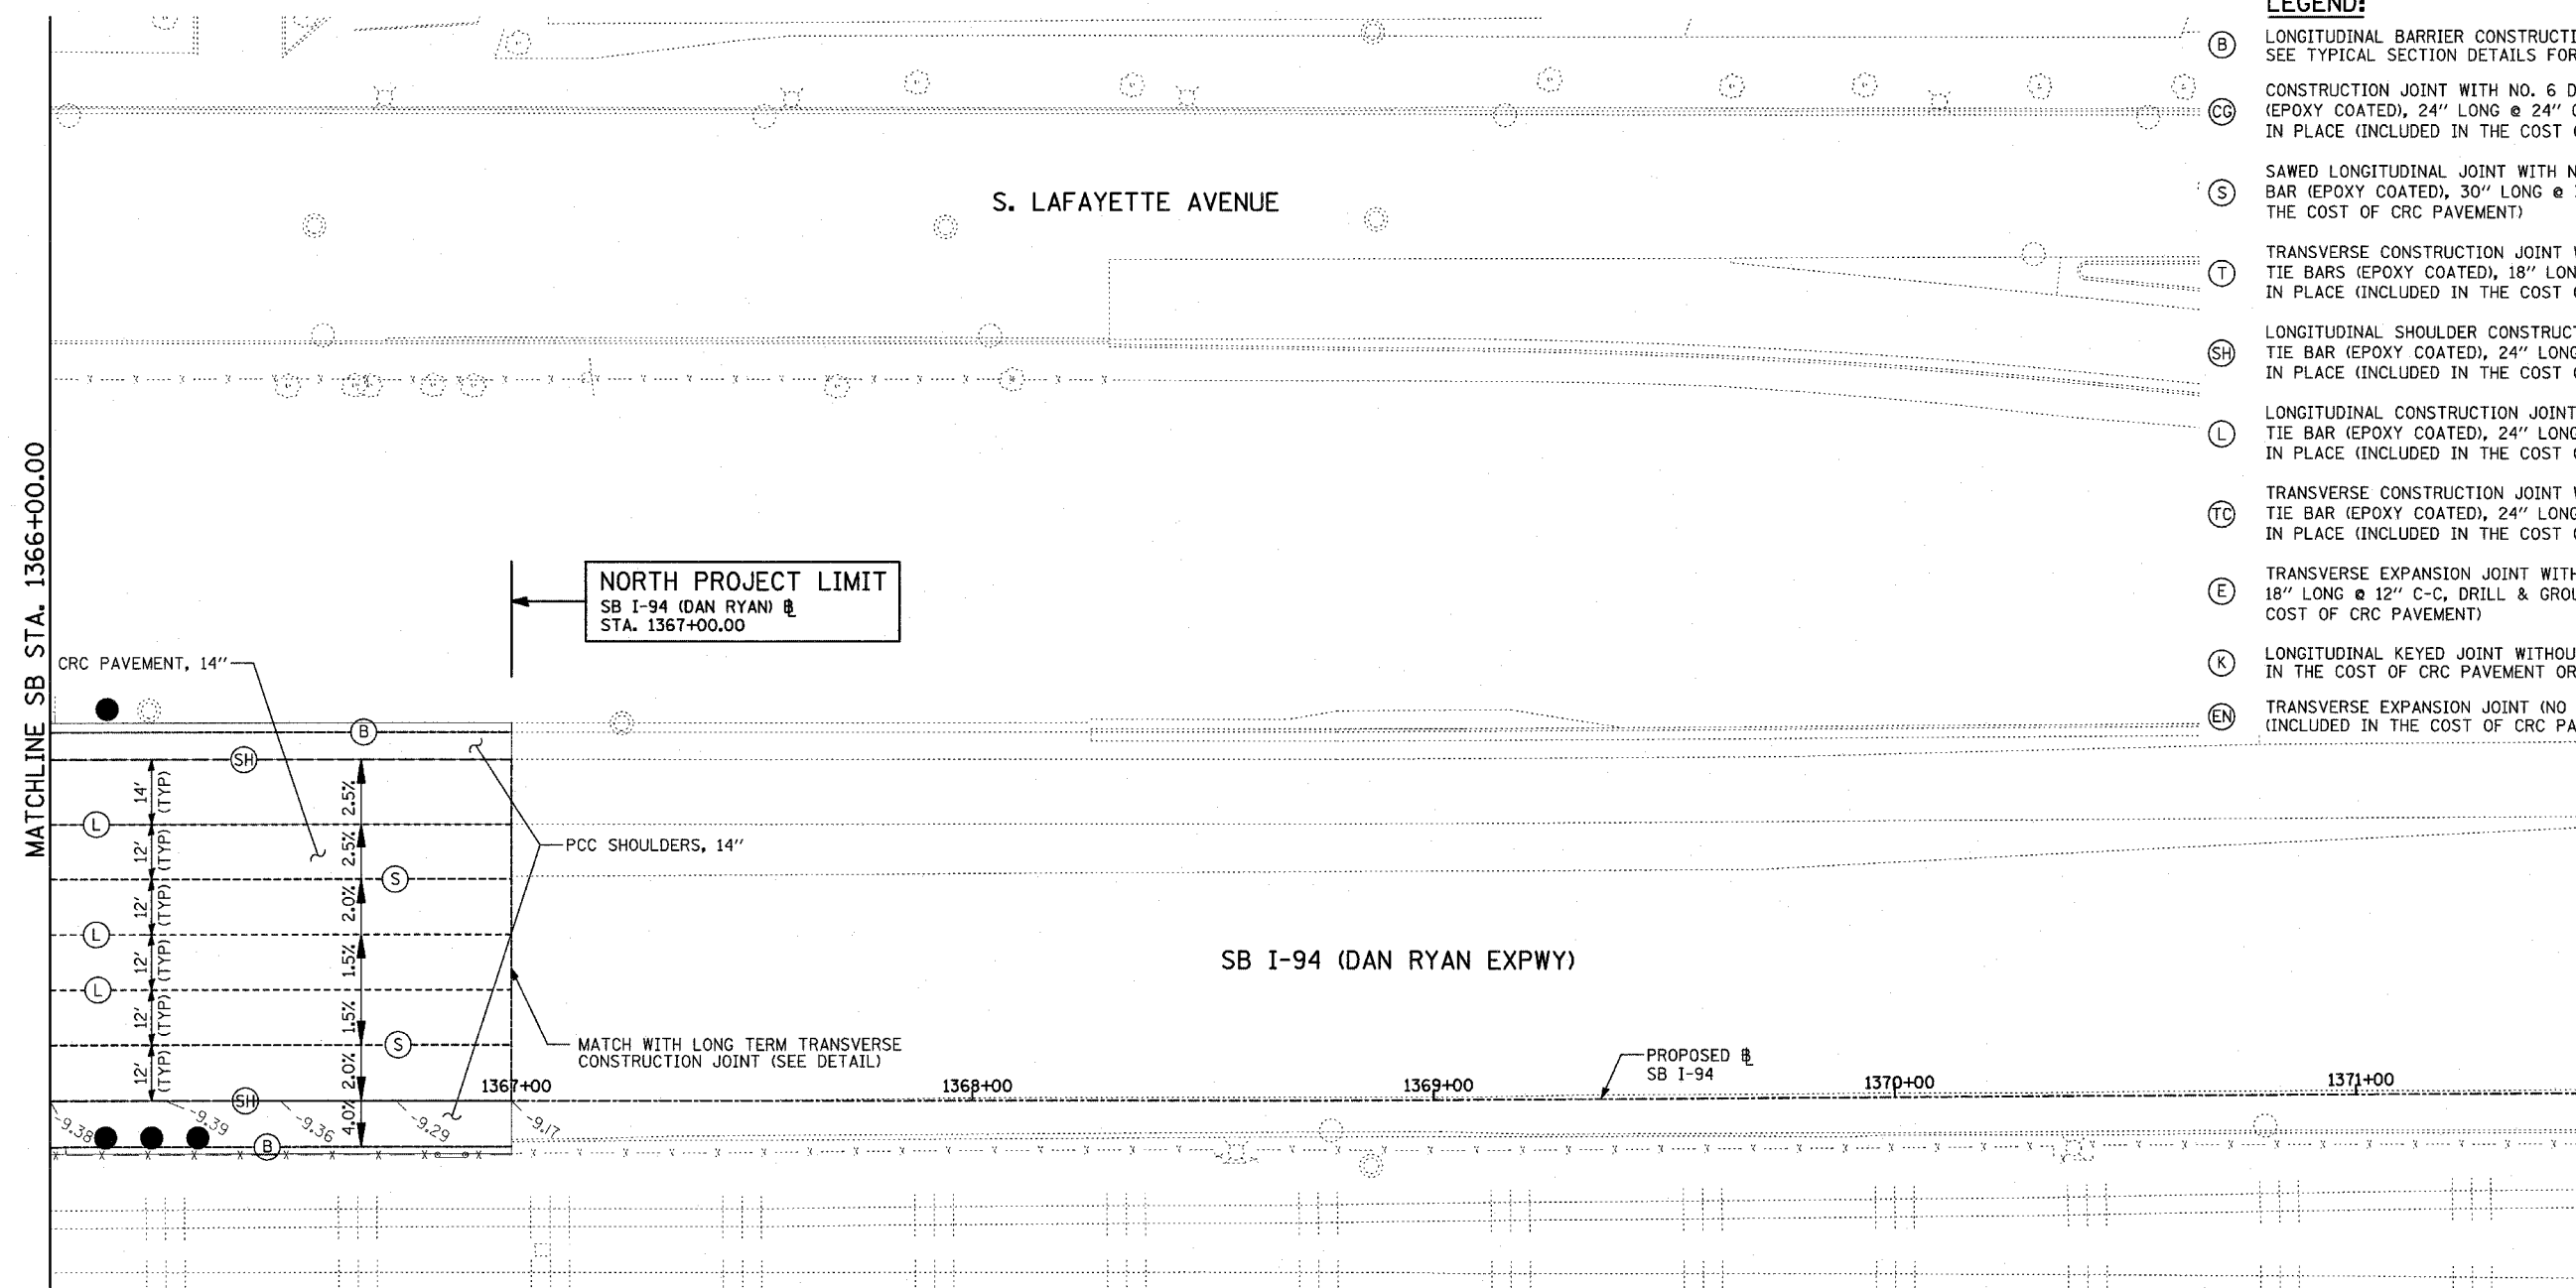 LEGEND:
B LONGITUDINAL BARRIER
SEE TYPICAL SECTION DETAILS FOR
CG CONSTRUCTION JOINT WITH NO. 6
(EPOXY COATED), 24" LONG @ 24"
IN PLACE (INCLUDED IN THE COST
S SAWED LONGITUDINAL JOINT WITH
BAR (EPOXY COATED), 30" LONG @
THE COST OF CRC PAVEMENT)
T TRANSVERSE CONSTRUCTION JOINT
TIE BARS (EPOXY COATED), 18"
IN PLACE (INCLUDED IN THE COST
SH LONGITUDINAL SHOULDER
TIE BAR (EPOXY COATED), 24"
IN PLACE (INCLUDED IN THE COST
L LONGITUDINAL CONSTRUCTION JOINT
TIE BAR (EPOXY COATED), 24"
IN PLACE (INCLUDED IN THE COST
TC TRANSVERSE CONSTRUCTION JOINT
TIE BAR (EPOXY COATED), 24"
IN PLACE (INCLUDED IN THE COST
E TRANSVERSE EXPANSION JOINT
18" LONG @ 12" C-C, DRILL &
COST OF CRC PAVEMENT)
K LONGITUDINAL KEYED JOINT
IN THE COST OF CRC PAVEMENT OR
EN TRANSVERSE EXPANSION JOINT (NO
(INCLUDED IN THE COST OF CRC
S. LAFAYETTE AVENUE
MATCHLINE SB STA. 1366+00.00
NORTH PROJECT LIMIT
SB I-94 (DAN RYAN) BL
STA. 1367+00.00
CRC PAVEMENT, 14"
B
SH
14' (TYP)
2.5%
L
12' (TYP)
2.5%
PCC SHOULDERS, 14"
S
12' (TYP)
2.0%
L
12' (TYP)
1.5%
SB I-94 (DAN RYAN EXPWY)
L
12' (TYP)
1.5%
S
MATCH WITH LONG TERM TRANSVERSE
CONSTRUCTION JOINT (SEE DETAIL)
12' (TYP)
2.0%
PROPOSED BL
SB I-94
1367+00
1368+00
1369+00
1370+00
1371+00
SH
4.0%
-9.38
-9.39
-9.36
-9.29
-9.17
B